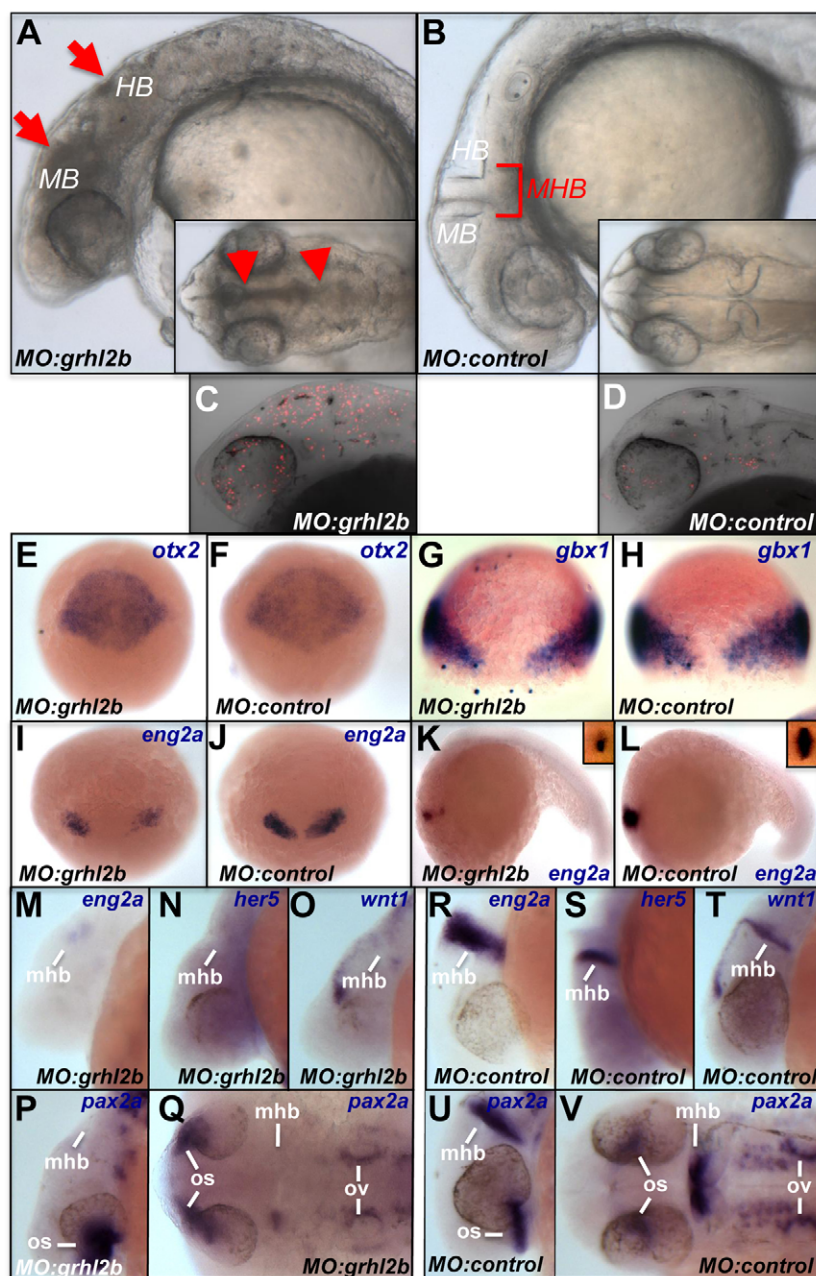 A
HB
MB
MO:grhl2b
B
HB
MHB
MB
MO:control
C
MO:grhl2b
D
MO:control
E
otx2
MO:grhl2b
F
otx2
MO:control
G
gbx1
MO:grhl2b
H
gbx1
MO:control
I
eng2a
MO:grhl2b
J
eng2a
MO:control
K
MO:grhl2b
eng2a
L
MO:control
eng2a
M
eng2a
mhb
MO:grhl2b
N
her5
mhb
MO:grhl2b
O
wnt1
mhb
MO:grhl2b
R
eng2a
mhb
MO:control
S
her5
mhb
MO:control
T
wnt1
mhb
MO:control
P
pax2a
mhb
os
MO:grhl2b
Q
mhb
pax2a
os
ov
MO:grhl2b
U
pax2a
mhb
os
MO:control
V
mhb
pax2a
os
ov
MO:control